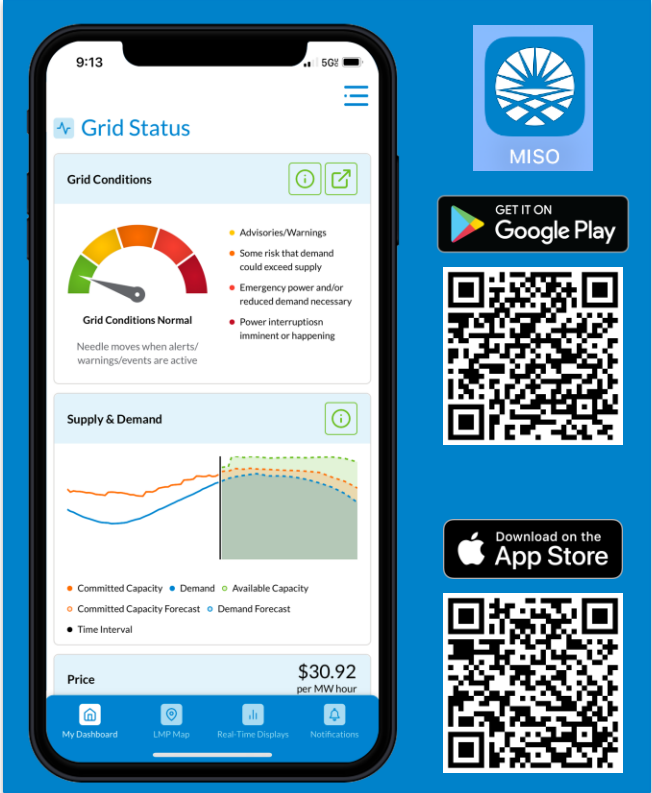 9:13
5G
Grid Status
Grid Conditions
Advisories/Warnings
Some risk that demand
could exceed supply
Emergency power and/or
reduced demand necessary
Power interruptiosn
imminent or happening
Grid Conditions Normal
Needle moves when alerts/
warnings/events are active
Supply & Demand
Committed Capacity
Demand
Available Capacity
Committed Capacity Forecast
Demand Forecast
Time Interval
Price
$30.92
per MW hour
My Dashboard
LMP Map
Real-Time Displays
Notifications
MISO
GET IT ON
Google Play
Download on the
App Store